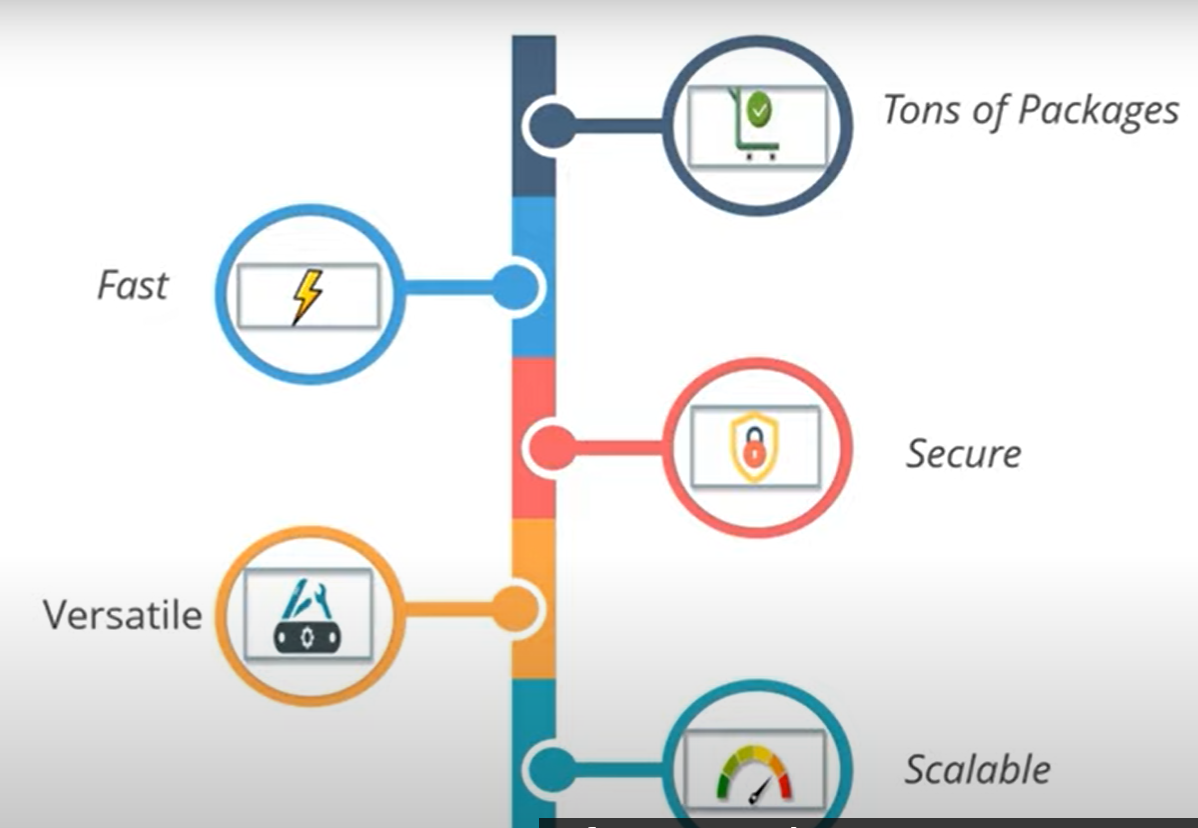 Tons of Packages
Fast
Secure
Versatile
Scalable